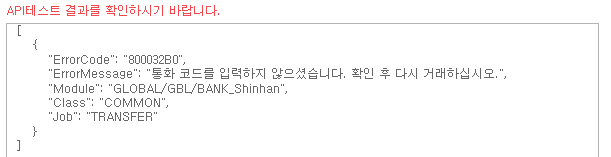 API테스트 결과를 확인하시기 바랍니다.
[
{
"ErrorCode": "800032B0",
"ErrorMessage": "통화 코드를 입력하지 않으셨습니다. 확인 후 다시 거래하십시오.",
"Module": "GLOBAL/GBL/BANK_Shinhan",
"Class": "COMMON",
"Job": "TRANSFER"
}
]